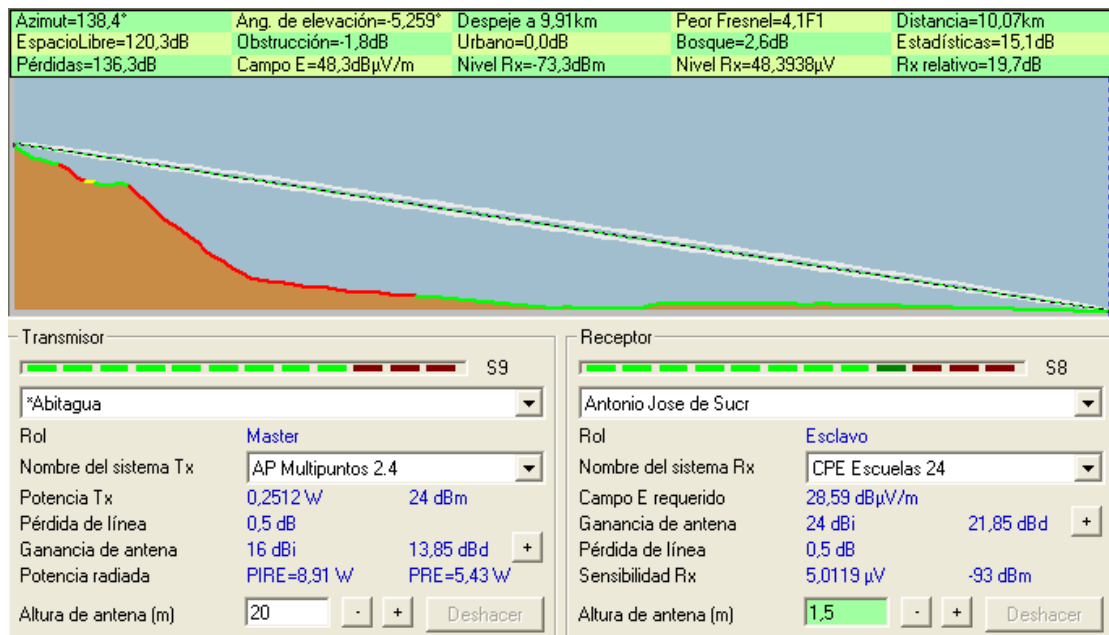 Azimut=138,4° Ang. de elevación=-5,259° Despeje a 9,91km Peor Fresnel=4,1F1 Distancia=10,07km
EspacioLibre=120,3dB Obstrucción=-1,8dB Urbano=0,0dB Bosque=2,6dB Estadísticas=15,1dB
Pérdidas=136,3dB Campo E=48,3dBµV/m Nivel Rx=-73,3dBm Nivel Rx=48,3938µV Rx relativo=19,7dB
Transmisor
S9
*Abitagua
Rol Master
Nombre del sistema Tx AP Multipuntos 2.4
Potencia Tx 0,2512 W 24 dBm
Pérdida de línea 0,5 dB
Ganancia de antena 16 dBi 13,85 dBd +
Potencia radiada PIRE=8,91 W PRE=5,43 W
Altura de antena (m) 20 - + Deshacer
Receptor
S8
Antonio Jose de Sucr
Rol Esclavo
Nombre del sistema Rx CPE Escuelas 24
Campo E requerido 28,59 dBµV/m
Ganancia de antena 24 dBi 21,85 dBd +
Pérdida de línea 0,5 dB
Sensibilidad Rx 5,0119 µV -93 dBm
Altura de antena (m) 1,5 - + Deshacer